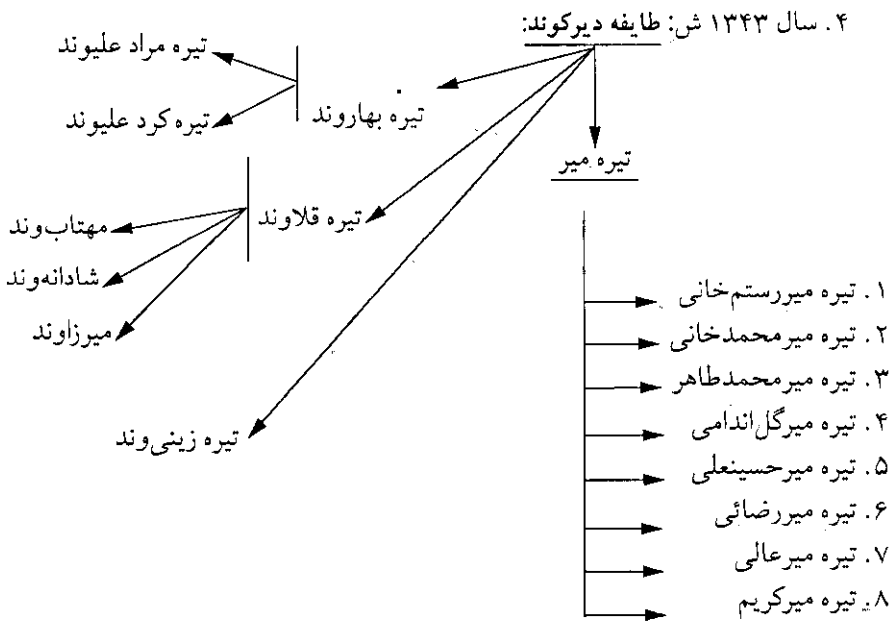 ۴. سال ۱۳۴۳ ش: طایفه دیرکوند:
تیره میر
۱. تیره میررستم‌خانی
۲. تیره میرمحمدخانی
۳. تیره میرمحمدطاهر
۴. تیره میرگل‌اندامی
۵. تیره میرحسینعلی
۶. تیره میررضائی
۷. تیره میرعالی
۸. تیره میرکریم
تیره بهاروند
تیره مراد علیوند
تیره کرد علیوند
تیره قلاوند
مهتاب‌وند
شادانه‌وند
میرزاوند
تیره زینی‌وند